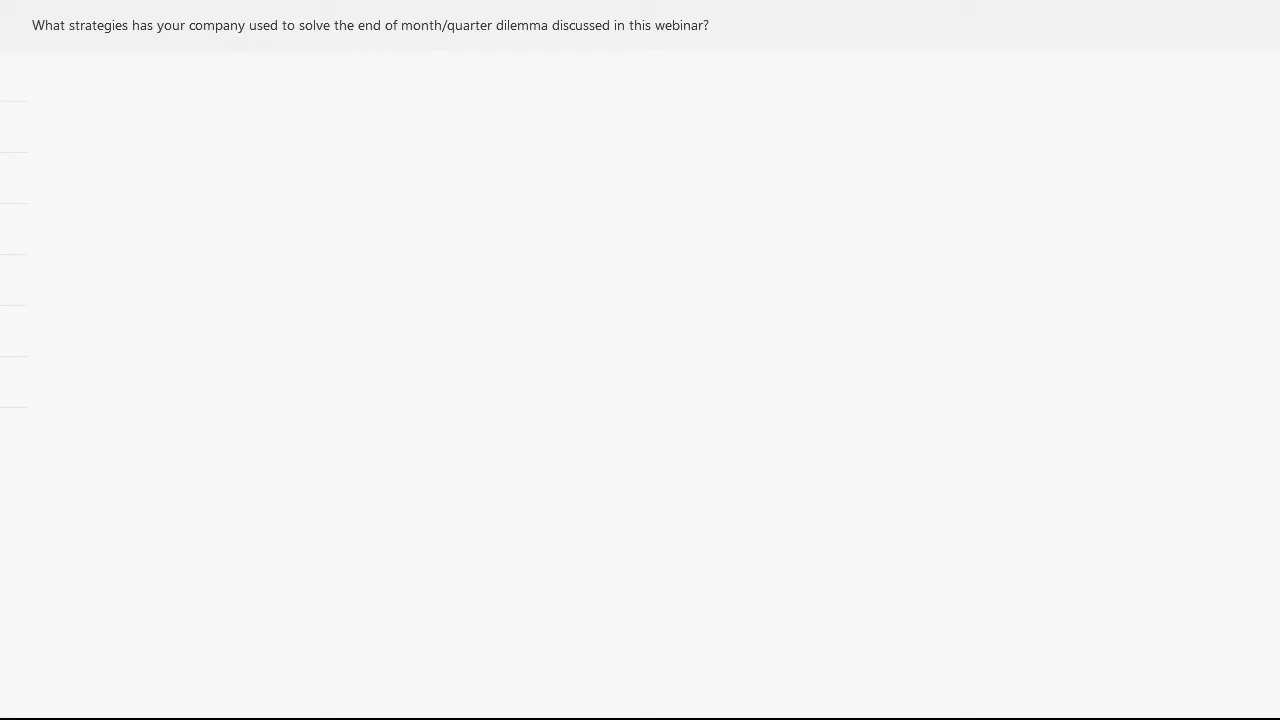 What strategies has your company used to solve the end of month/quarter dilemma discussed in this webinar?